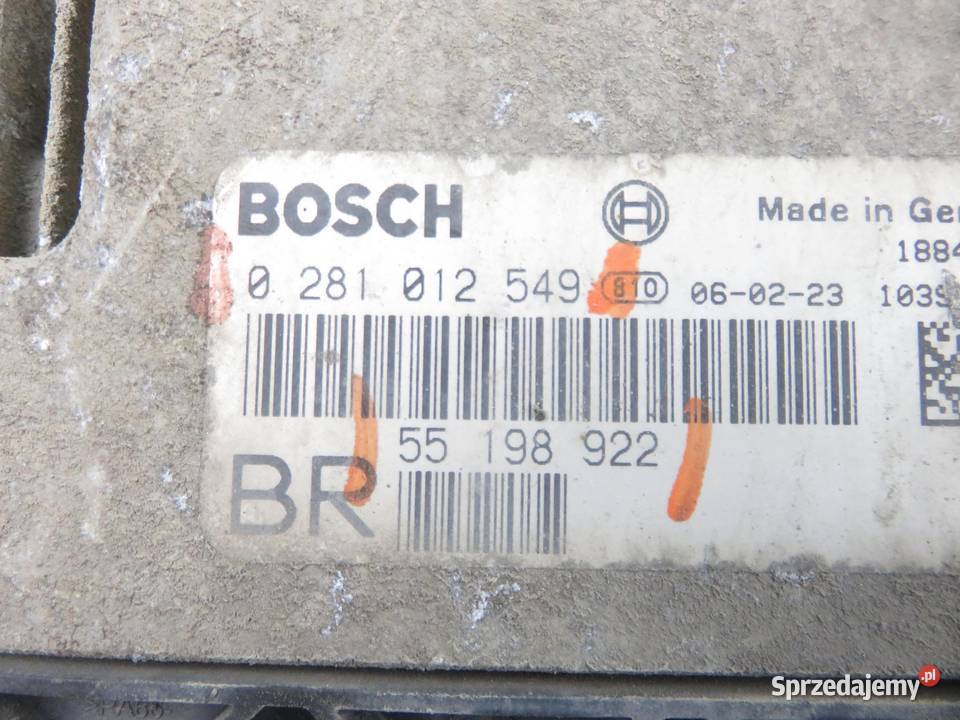 BOSCH
Made in Ger
1884
0 281 012 549 810 06-02-23 1039
55 198 922
BR
Sprzedajemy.pl